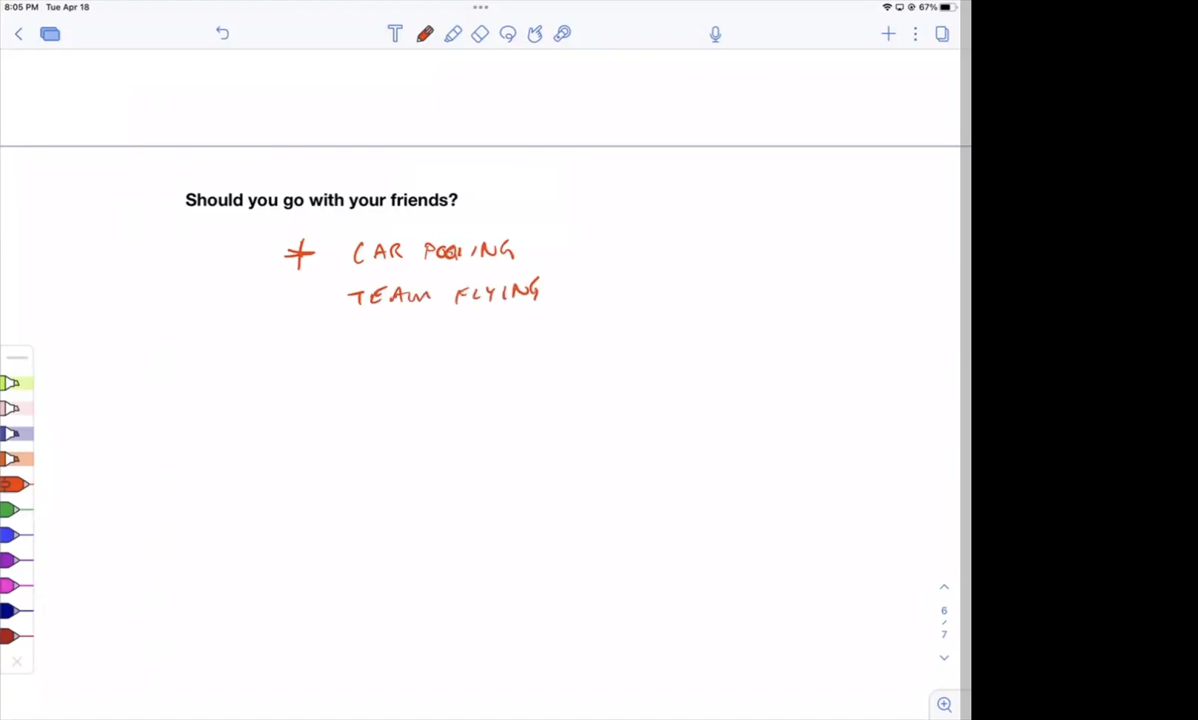 8:05 PM Tue Apr 18
67%
Should you go with your friends?
+ CAR POOLING
TEAM FLYING
6
/
7